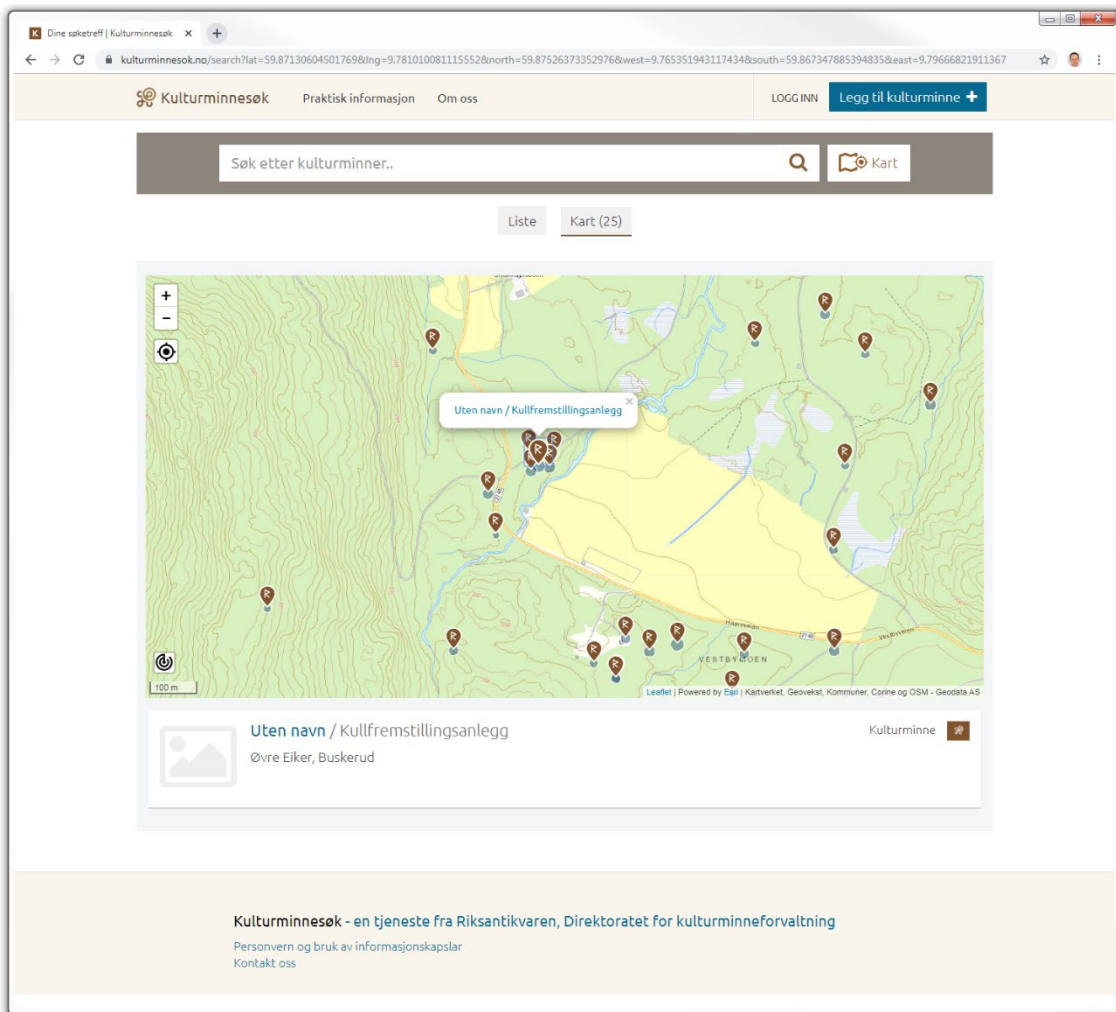 Dine søketreff | Kulturminnesøk
kulturminnesok.no/search?lat=59.87130604501769&lng=9.781010081115552&north=59.87526373352976&west=9.765351943117434&south=59.867347885394835&east=9.79666821911367
Kulturminnesøk Praktisk informasjon Om oss LOGG INN Legg til kulturminne +
Søk etter kulturminner.. Kart
Liste Kart (25)
+
−
Uten navn / Kullfremstillingsanlegg ×
VESTBYMOEN
Vestbyveien
100 m
Leaflet | Powered by Esri | Kartverket, Geovekst, Kommuner, Corine og OSM - Geodata AS
Uten navn / Kullfremstillingsanlegg Kulturminne
Øvre Eiker, Buskerud
Kulturminnesøk - en tjeneste fra Riksantikvaren, Direktoratet for kulturminneforvaltning
Personvern og bruk av informasjonskapslar
Kontakt oss